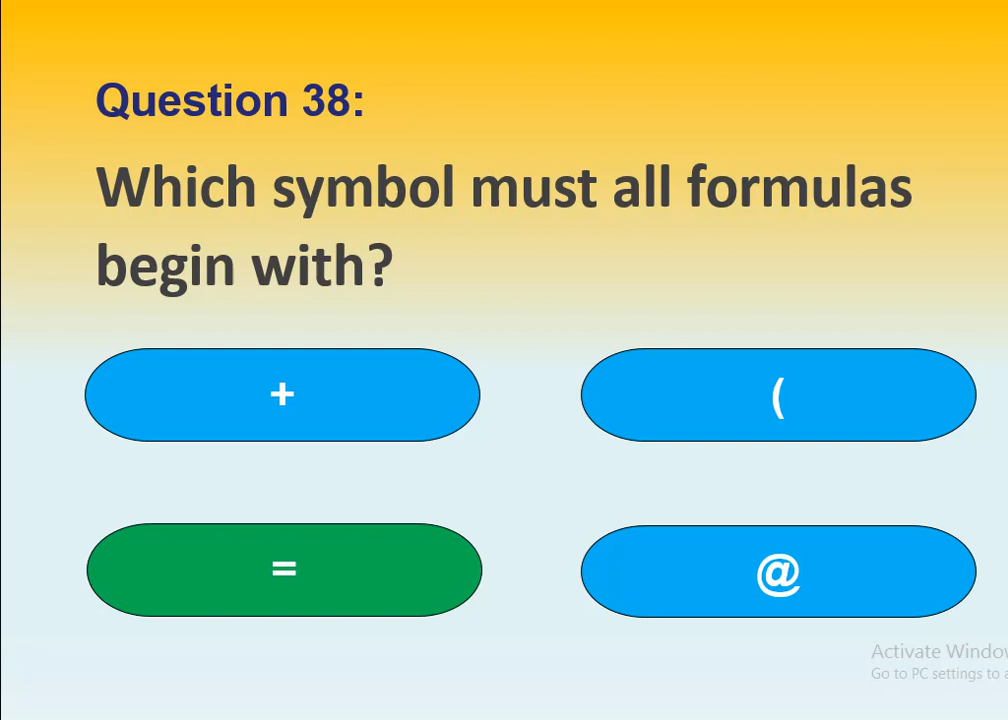 Question 38:
Which symbol must all formulas
begin with?
+
(
=
@
Activate Window
Go to PC settings to a